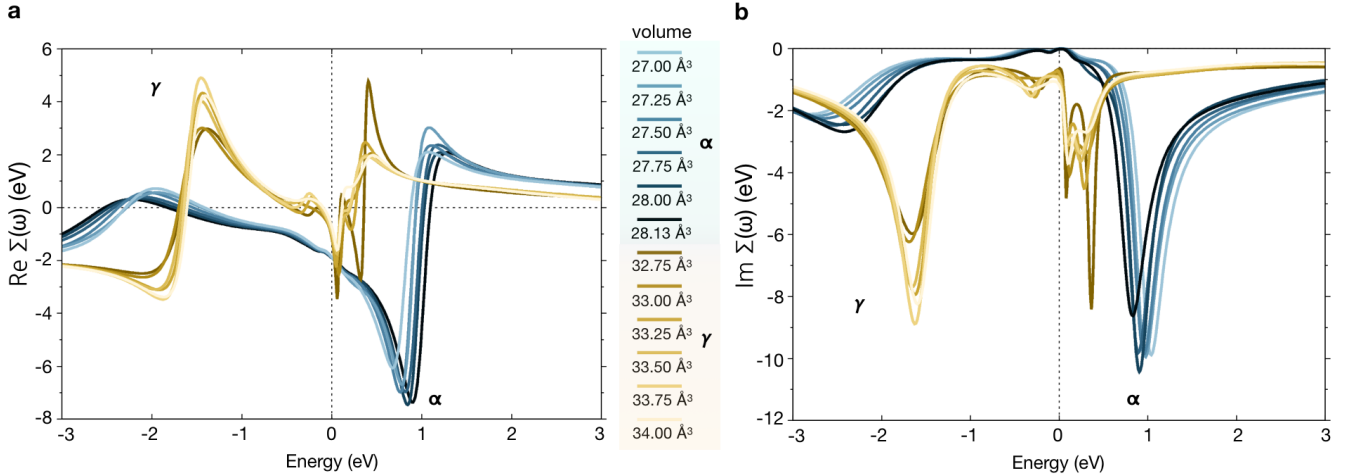 a
Re Σ(ω) (eV)
6
4
2
0
-2
-4
-6
-8
-3
-2
-1
0
1
2
3
Energy (eV)
γ
α
volume
27.00 Å³
27.25 Å³
27.50 Å³
27.75 Å³
28.00 Å³
28.13 Å³
α
32.75 Å³
33.00 Å³
33.25 Å³
33.50 Å³
33.75 Å³
34.00 Å³
γ
b
Im Σ(ω) (eV)
0
-2
-4
-6
-8
-10
-12
-3
-2
-1
0
1
2
3
Energy (eV)
γ
α